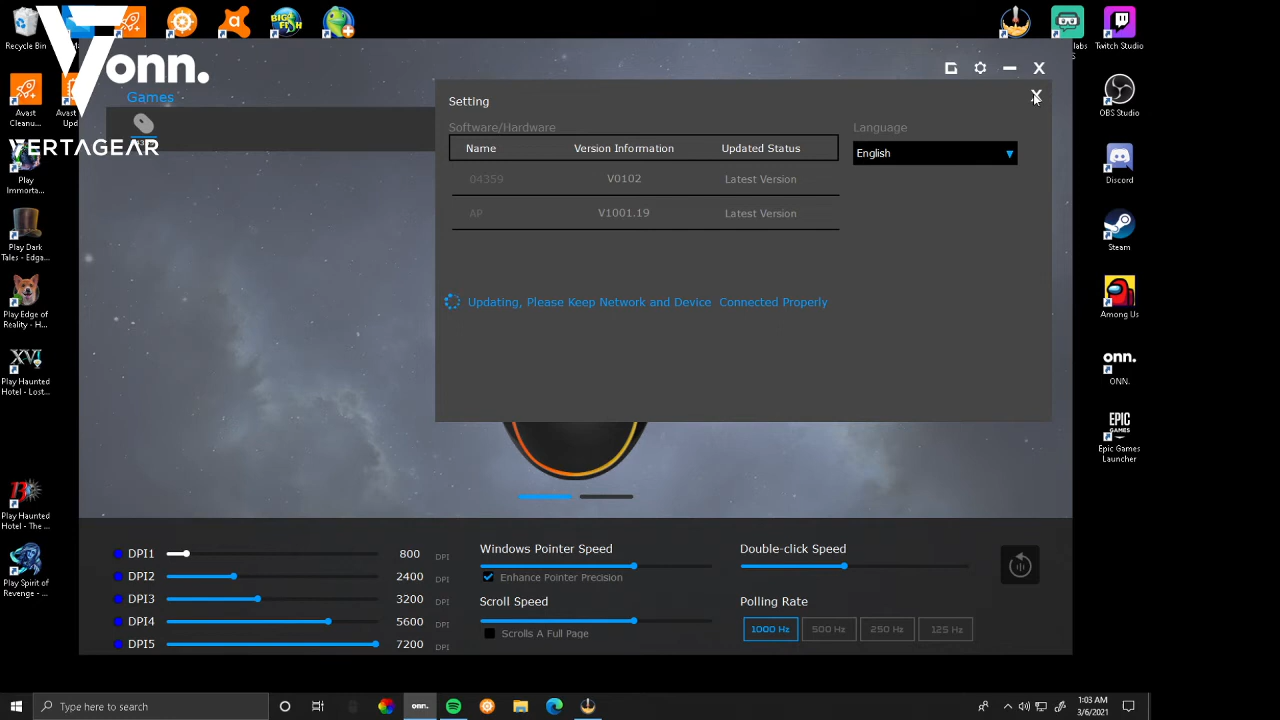 Recycle Bin
onn.
VERTAGEAR
Games
Setting
Software/Hardware
Language
Name Version Information Updated Status
English
04359 V0102 Latest Version
AP V1001.19 Latest Version
Updating, Please Keep Network and Device Connected Properly
X
X
DPI1 800 DPI
DPI2 2400 DPI
DPI3 3200 DPI
DPI4 5600 DPI
DPI5 7200 DPI
Windows Pointer Speed
Enhance Pointer Precision
Scroll Speed
Scrolls A Full Page
Double-click Speed
Polling Rate
1000 Hz 500 Hz 250 Hz 125 Hz
Avast
Cleanu...
Avast
Upd
Play
Immorta...
Play Dark
Tales - Edga...
Play Edge of
Reality - H...
XVI
Play Haunted
Hotel - Lost...
Play
Haunted
Hotel - The ...
Play Spirit of
Revenge - ...
BIG FISH
labs
Twitch Studio
OBS Studio
Discord
Steam
Among Us
onn.
ONN.
EPIC GAMES
Epic Games
Launcher
Type here to search
onn.
1:03 AM
3/6/2021